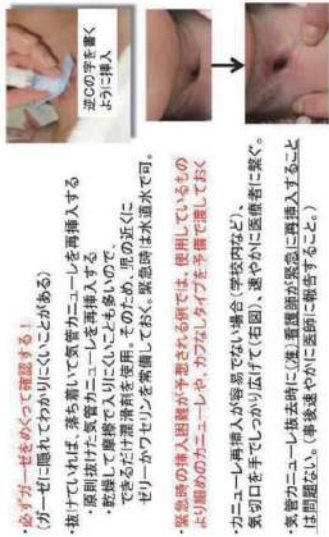 ・必ずガーゼをめくって確認する！
（ガーゼに隠れてわかりにくいことがある）
・抜けていれば、落ち着いて気管カニューレを再挿入する
・原則抜けた気管カニューレを再挿入する
・乾燥して摩擦で入りにくいことも多いので、
できるだけ潤滑剤を使用。そのため、児の近くに
ゼリーかワセリンを常備しておく。緊急時は水道水で可。
・緊急時の挿入困難が予想される例では、使用しているもの
より細めのカニューレや、カフなしタイプを予備で渡しておく
・カニューレ再挿入が容易でない場合（学校内など）、
気切口を手でしっかり広げて（右図）、速やかに医療者に繋ぐ。
・気管カニューレ抜去時に（准）看護師が緊急に再挿入すること
は問題ない。（事後速やかに医師に報告すること。）
逆Cの字を書く
ように挿入